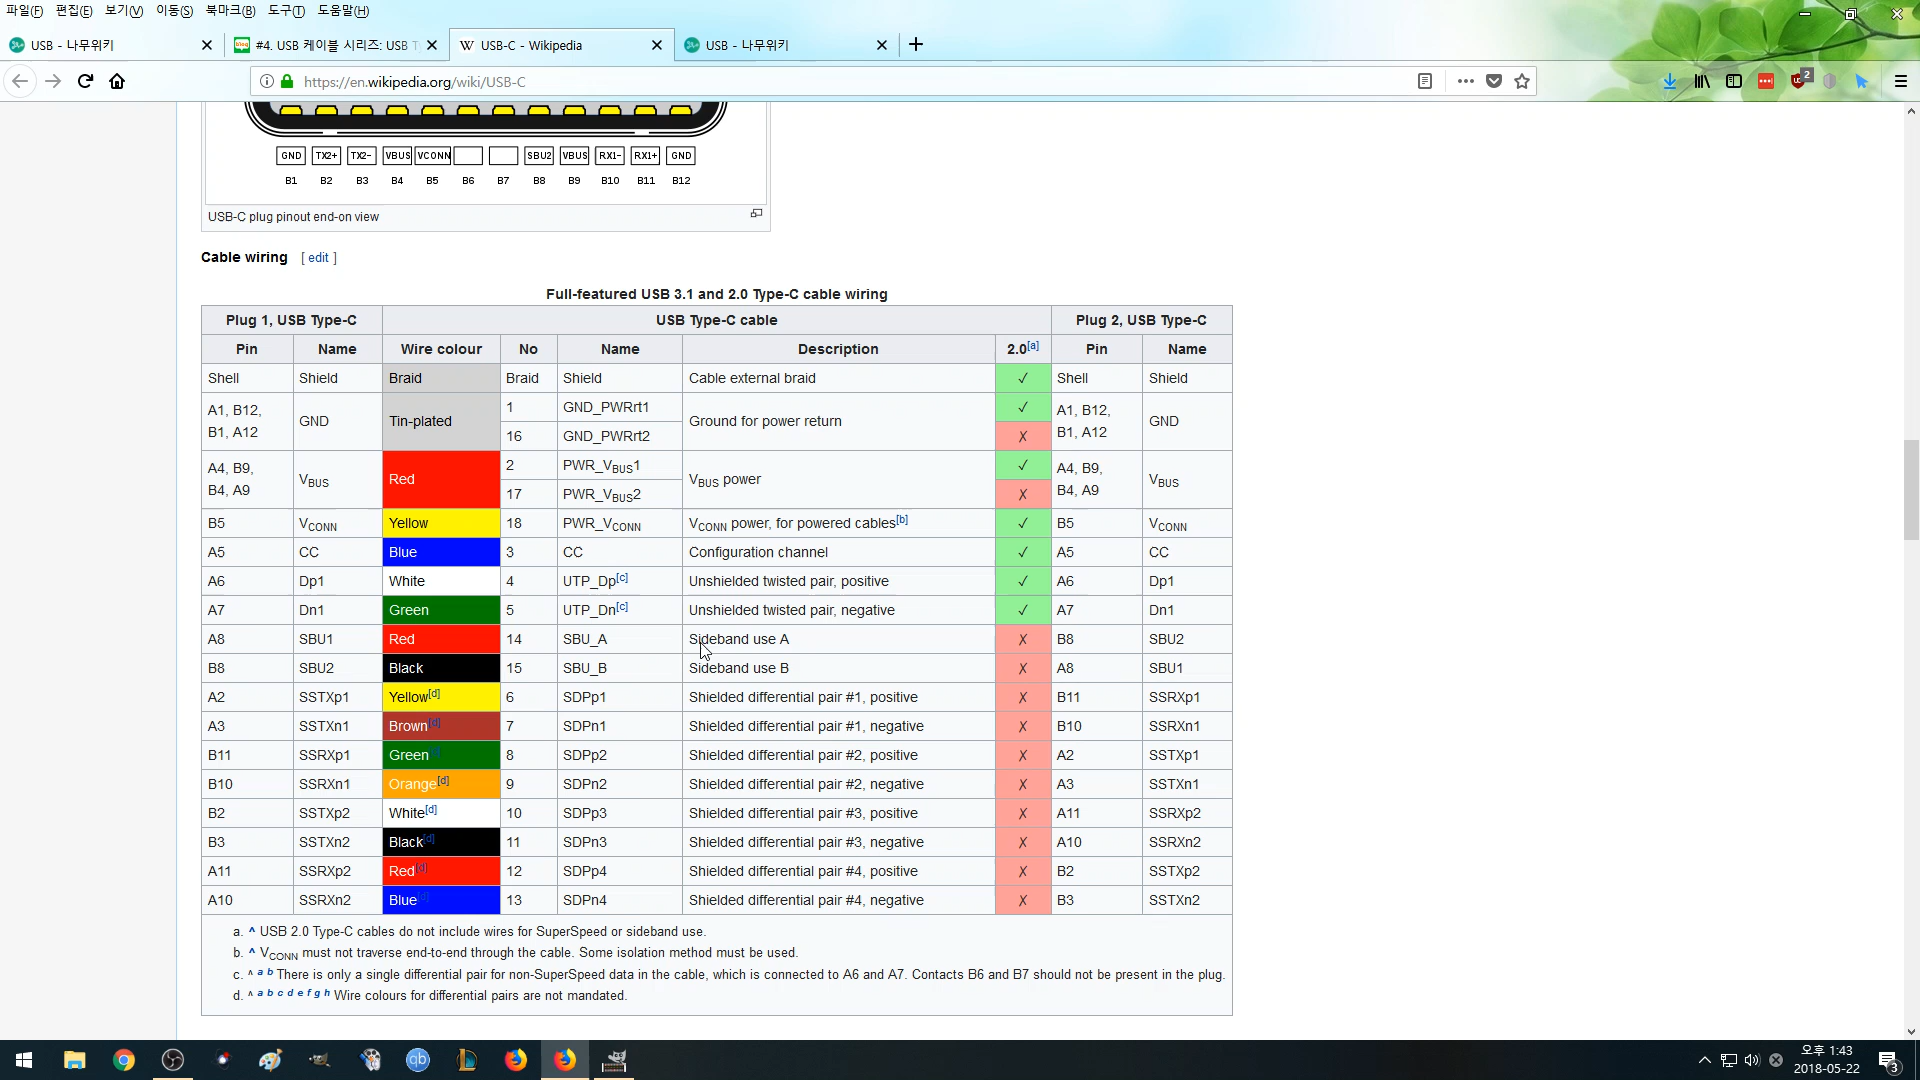 파일(F) 편집(E) 보기(V) 이동(S) 북마크(B) 도구(T) 도움말(H)
USB - 나무위키
#4. USB 케이블 시리즈: USB T
USB-C - Wikipedia
USB - 나무위키
https://en.wikipedia.org/wiki/USB-C
2
GND TX2+ TX2- VBUS VCONN SBU2 VBUS RX1- RX1+ GND
B1 B2 B3 B4 B5 B6 B7 B8 B9 B10 B11 B12
USB-C plug pinout end-on view
Cable wiring [ edit ]
Full-featured USB 3.1 and 2.0 Type-C cable wiring
Plug 1, USB Type-C USB Type-C cable Plug 2, USB Type-C
Pin Name Wire colour No Name Description 2.0[a] Pin Name
Shell Shield Braid Braid Shield Cable external braid ✓ Shell Shield
A1, B12, B1, A12 GND Tin-plated 1 GND_PWRrt1 Ground for power return ✓ A1, B12, B1, A12 GND
16 GND_PWRrt2 ✗
A4, B9, B4, A9 VBUS Red 2 PWR_VBUS1 VBUS power ✓ A4, B9, B4, A9 VBUS
17 PWR_VBUS2 ✗
B5 VCONN Yellow 18 PWR_VCONN VCONN power, for powered cables[b] ✓ B5 VCONN
A5 CC Blue 3 CC Configuration channel ✓ A5 CC
A6 Dp1 White 4 UTP_Dp[c] Unshielded twisted pair, positive ✓ A6 Dp1
A7 Dn1 Green 5 UTP_Dn[c] Unshielded twisted pair, negative ✓ A7 Dn1
A8 SBU1 Red 14 SBU_A Sideband use A ✗ B8 SBU2
B8 SBU2 Black 15 SBU_B Sideband use B ✗ A8 SBU1
A2 SSTXp1 Yellow[d] 6 SDPp1 Shielded differential pair #1, positive ✗ B11 SSRXp1
A3 SSTXn1 Brown[d] 7 SDPn1 Shielded differential pair #1, negative ✗ B10 SSRXn1
B11 SSRXp1 Green[d] 8 SDPp2 Shielded differential pair #2, positive ✗ A2 SSTXp1
B10 SSRXn1 Orange[d] 9 SDPn2 Shielded differential pair #2, negative ✗ A3 SSTXn1
B2 SSTXp2 White[d] 10 SDPp3 Shielded differential pair #3, positive ✗ A11 SSRXp2
B3 SSTXn2 Black[d] 11 SDPn3 Shielded differential pair #3, negative ✗ A10 SSRXn2
A11 SSRXp2 Red[d] 12 SDPp4 Shielded differential pair #4, positive ✗ B2 SSTXp2
A10 SSRXn2 Blue[d] 13 SDPn4 Shielded differential pair #4, negative ✗ B3 SSTXn2
a. ^ USB 2.0 Type-C cables do not include wires for SuperSpeed or sideband use.
b. ^ VCONN must not traverse end-to-end through the cable. Some isolation method must be used.
c. ^ a b There is only a single differential pair for non-SuperSpeed data in the cable, which is connected to A6 and A7. Contacts B6 and B7 should not be present in the plug.
d. ^ a b c d e f g h Wire colours for differential pairs are not mandated.
qb
오후 1:43
2018-05-22
3